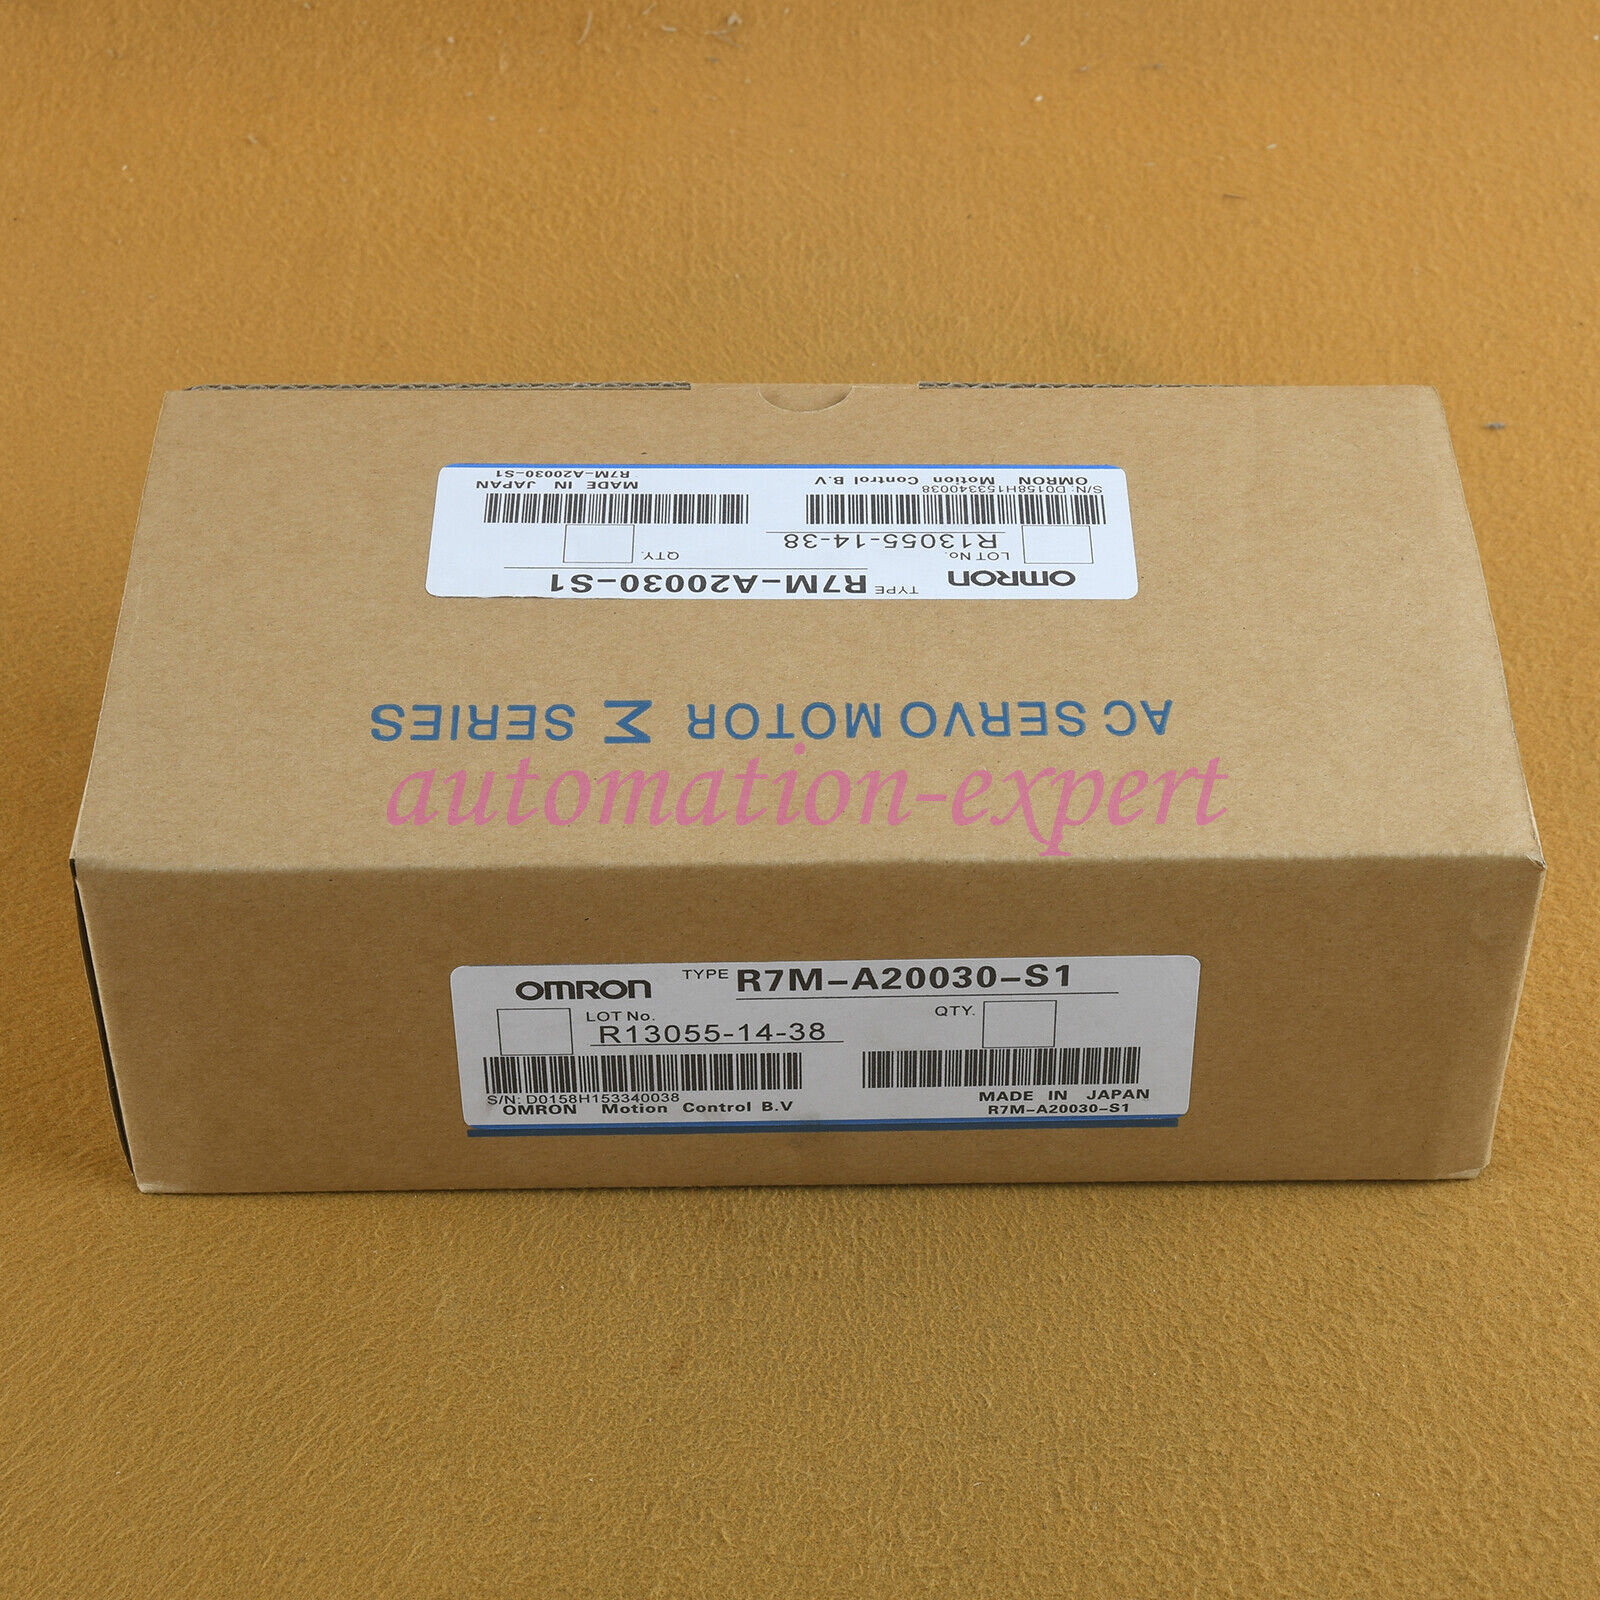 R7M-A20030-S1
MADE IN JAPAN
OMRON Motion Control B.V
S/N: D0158H153340038
QTY.
LOT No.
R13055-14-38
TYPE R7M-A20030-S1
OMRON
AC SERVO MOTOR Σ SERIES
automation-expert
OMRON TYPE R7M-A20030-S1
LOT No. QTY.
R13055-14-38
S/N: D0158H153340038
OMRON Motion Control B.V
MADE IN JAPAN
R7M-A20030-S1